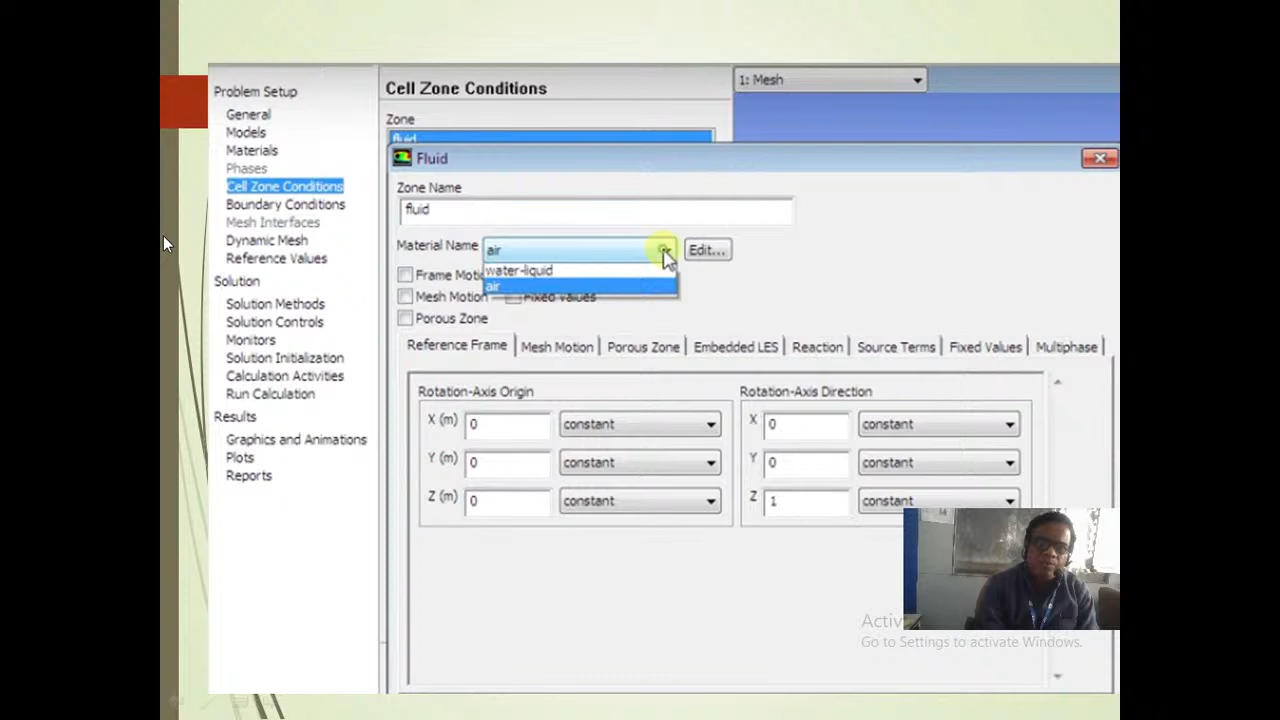 Problem Setup
General
Models
Materials
Phases
Cell Zone Conditions
Boundary Conditions
Mesh Interfaces
Dynamic Mesh
Reference Values
Solution
Solution Methods
Solution Controls
Monitors
Solution Initialization
Calculation Activities
Run Calculation
Results
Graphics and Animations
Plots
Reports
Cell Zone Conditions
1: Mesh
Zone
fluid
Fluid
Zone Name
fluid
Material Name air Edit...
water-liquid
air
Frame Motio
Mesh Motion Fixed Values
Porous Zone
Reference Frame Mesh Motion Porous Zone Embedded LES Reaction Source Terms Fixed Values Multiphase
Rotation-Axis Origin Rotation-Axis Direction
X (m) 0 constant X 0 constant
Y (m) 0 constant Y 0 constant
Z (m) 0 constant Z 1 constant
Activ
Go to Settings to activate Windows.